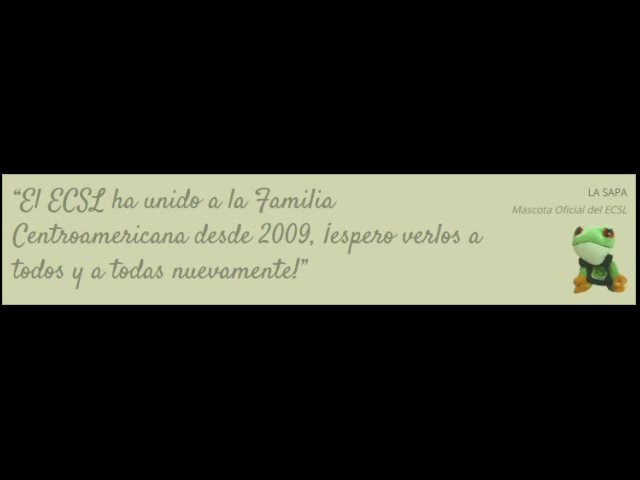 “El ECSL ha unido a la Familia
Centroamericana desde 2009, ¡espero verlos a
todos y a todas nuevamente!”
LA SAPA
Mascota Oficial del ECSL